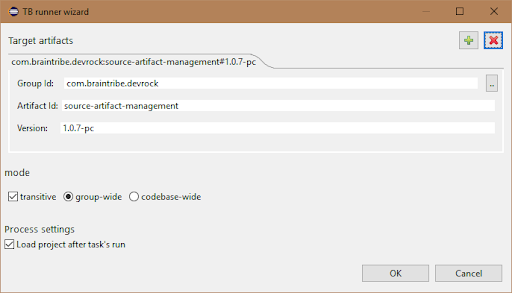 TB runner wizard
Target artifacts
com.braintribe.devrock:source-artifact-management#1.0.7-pc
Group Id: com.braintribe.devrock ..
Artifact Id: source-artifact-management
Version: 1.0.7-pc
mode
transitive group-wide codebase-wide
Process settings
Load project after task's run
OK Cancel